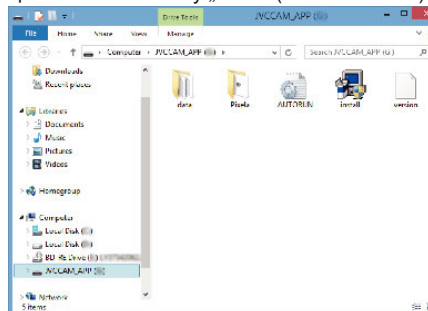 Drive Tools JVCCAM_APP
File Home Share View Manage
Computer JVCCAM_APP Search JVCCAM_APP
Downloads
Recent places
Libraries
Documents
Music
Pictures
Videos
Homegroup
Computer
Local Disk
Local Disk
BD-RE Drive
JVCCAM_APP
Network
data Pixela AUTORUN install version
5 items